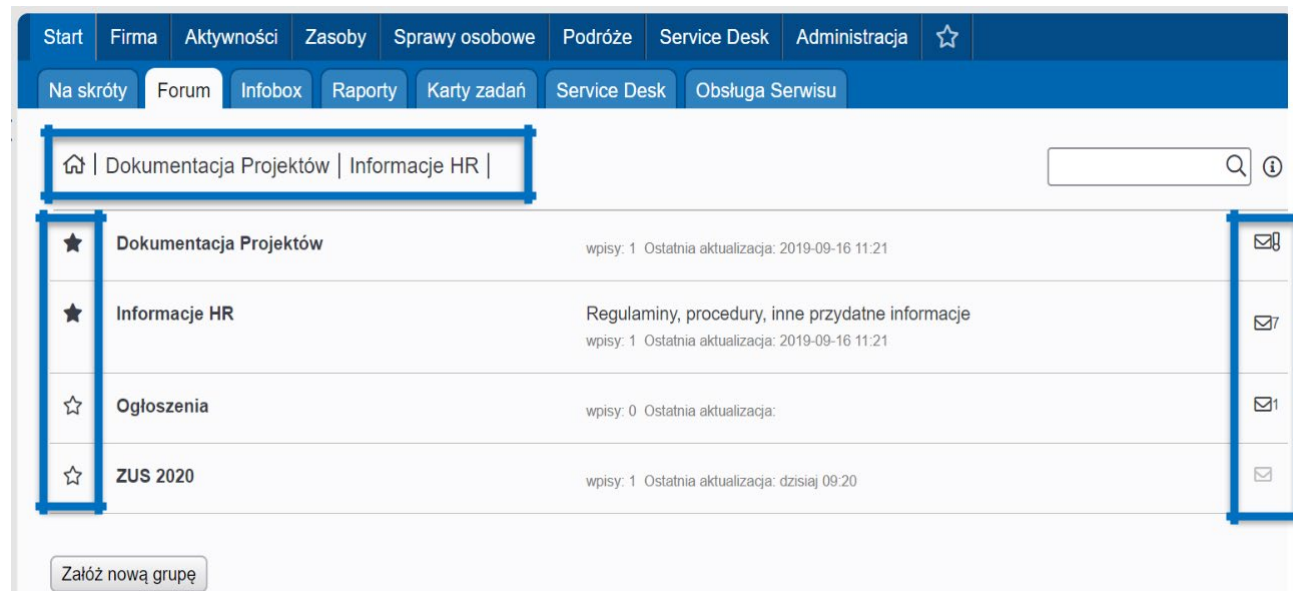 Start Firma Aktywności Zasoby Sprawy osobowe Podróże Service Desk Administracja
Na skróty Forum Infobox Raporty Karty zadań Service Desk Obsługa Serwisu
| Dokumentacja Projektów | Informacje HR |
Dokumentacja Projektów wpisy: 1 Ostatnia aktualizacja: 2019-09-16 11:21
Informacje HR Regulaminy, procedury, inne przydatne informacje 7
wpisy: 1 Ostatnia aktualizacja: 2019-09-16 11:21
Ogłoszenia wpisy: 0 Ostatnia aktualizacja: 1
ZUS 2020 wpisy: 1 Ostatnia aktualizacja: dzisiaj 09:20
Załóż nową grupę